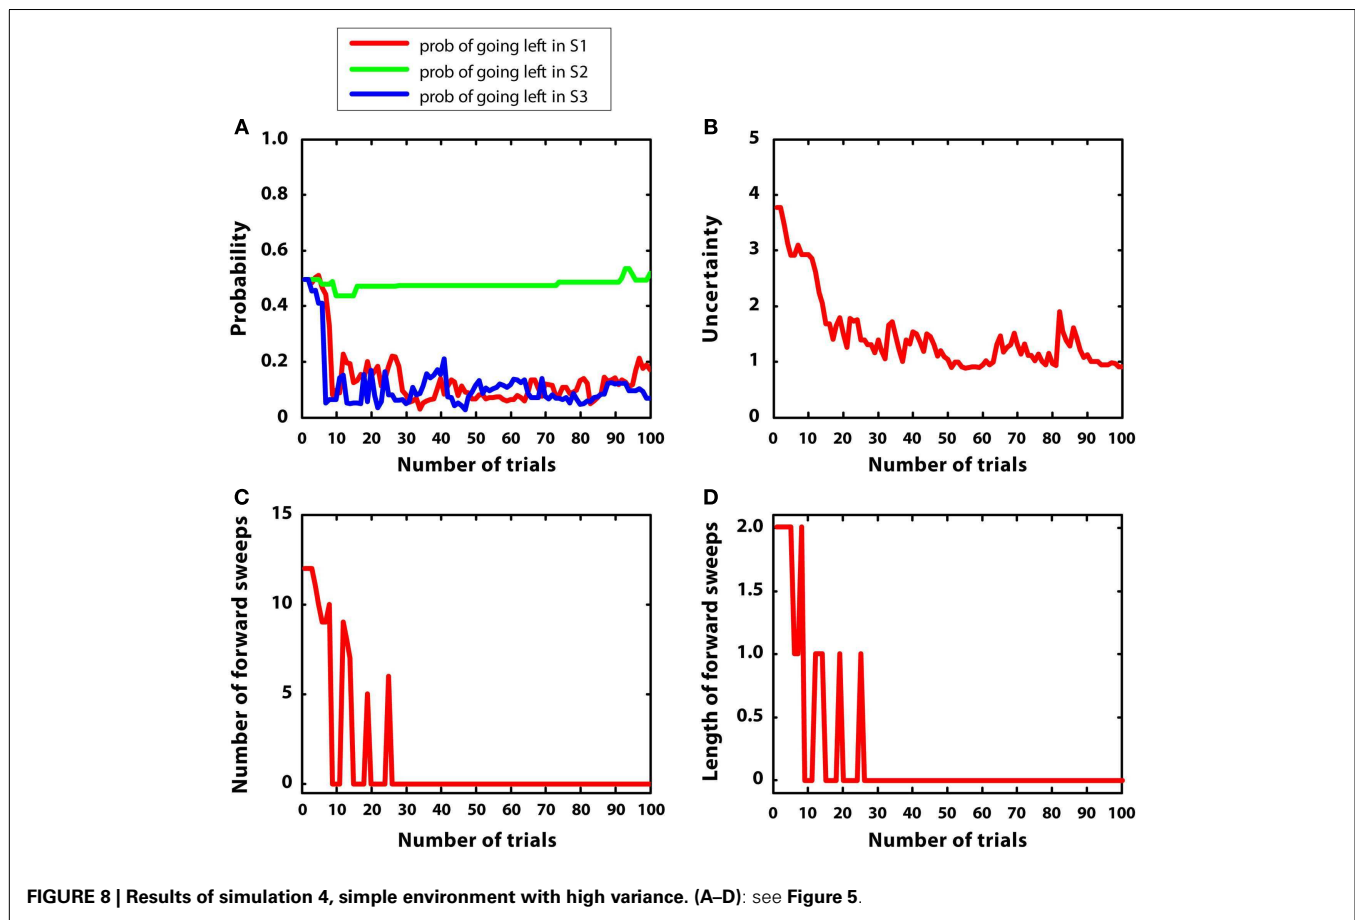 prob of going left in S1
prob of going left in S2
prob of going left in S3
A
1.0
0.8
0.6
0.4
0.2
0
Probability
0 10 20 30 40 50 60 70 80 90 100
Number of trials
B
5
4
3
2
1
0
Uncertainty
0 10 20 30 40 50 60 70 80 90 100
Number of trials
C
15
10
5
0
Number of forward sweeps
0 10 20 30 40 50 60 70 80 90 100
Number of trials
D
2.0
1.5
1.0
0.5
0
Length of forward sweeps
0 10 20 30 40 50 60 70 80 90 100
Number of trials
FIGURE 8 | Results of simulation 4, simple environment with high variance. (A–D): see Figure 5.